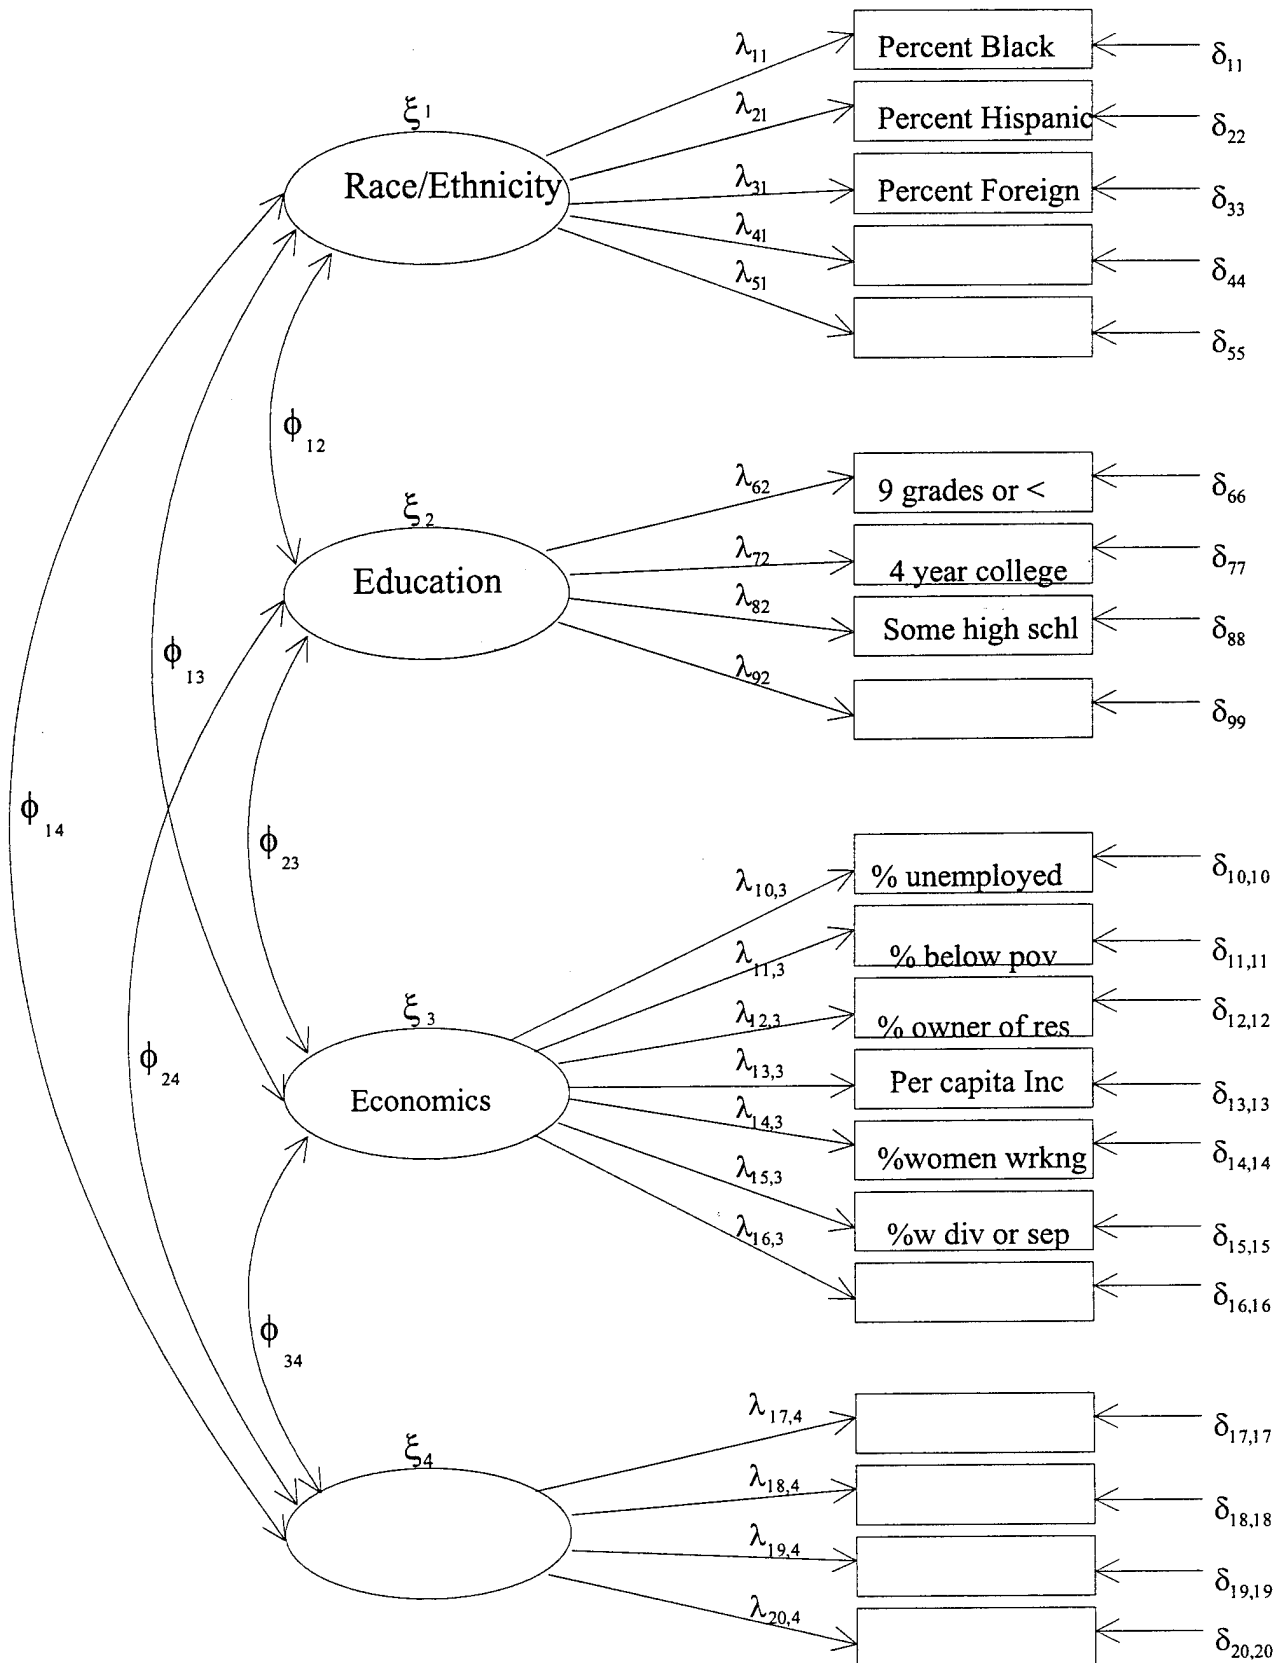 λ11
Percent Black
δ11
ξ1
λ21
Percent Hispanic
δ22
Race/Ethnicity
λ31
Percent Foreign
δ33
λ41
δ44
λ51
δ55
ϕ12
λ62
9 grades or <
δ66
ξ2
λ72
4 year college
δ77
Education
λ82
Some high schl
δ88
ϕ13
λ92
δ99
ϕ14
ϕ23
λ10,3
% unemployed
δ10,10
λ11,3
% below pov
δ11,11
ξ3
λ12,3
% owner of res
δ12,12
ϕ24
Economics
λ13,3
Per capita Inc
δ13,13
λ14,3
%women wrkng
δ14,14
λ15,3
%w div or sep
δ15,15
λ16,3
δ16,16
ϕ34
λ17,4
δ17,17
ξ4
λ18,4
δ18,18
λ19,4
δ19,19
λ20,4
δ20,20